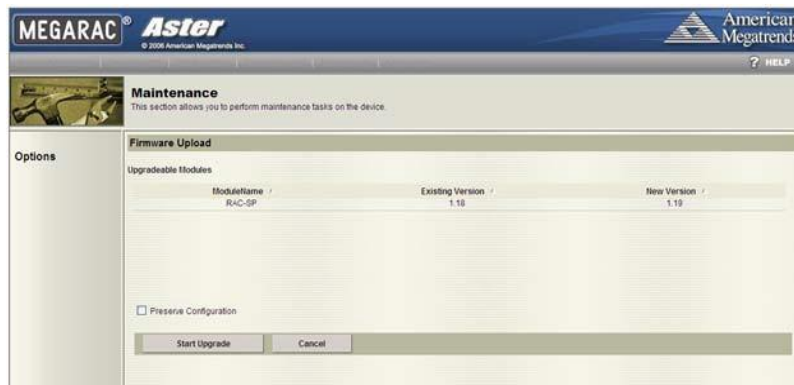 MEGARAC® Aster
© 2006 American Megatrends Inc.
American
Megatrends
? HELP
Maintenance
This section allows you to perform maintenance tasks on the device.
Options
Firmware Upload
Upgradeable Modules
ModuleName / Existing Version / New Version /
RAC-SP 1.18 1.19
Preserve Configuration
Start Upgrade Cancel